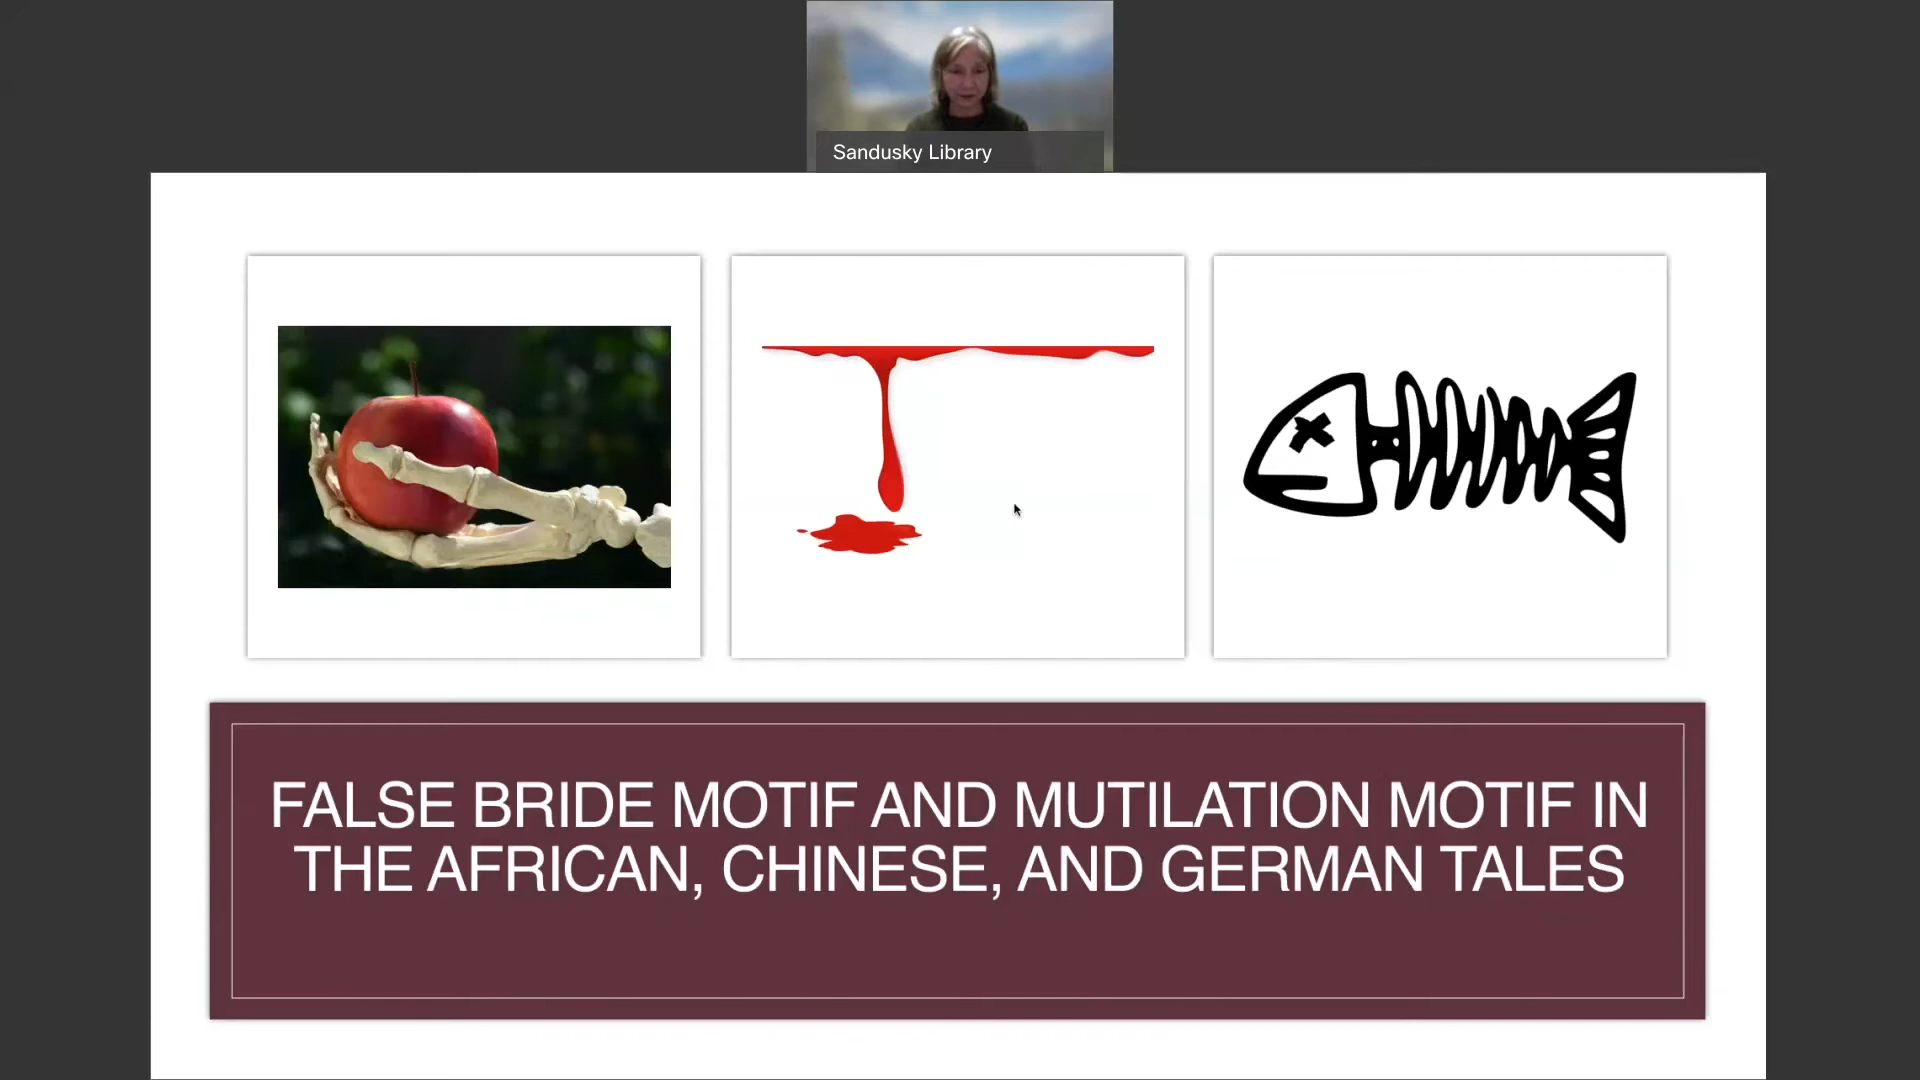 Sandusky Library
FALSE BRIDE MOTIF AND MUTILATION MOTIF IN
THE AFRICAN, CHINESE, AND GERMAN TALES